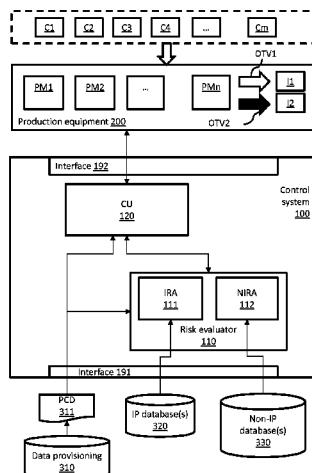 C1 C2 C3 C4 ... Cm
OTV1
PM1 PM2 ... PMn I1
I2
Production equipment 200
OTV2
Interface 192
Control
system
100
CU
120
IRA
111
NIRA
112
Risk evaluator
110
Interface 191
PCD
311
IP database(s)
320
Non-IP
database(s)
330
Data provisioning
310